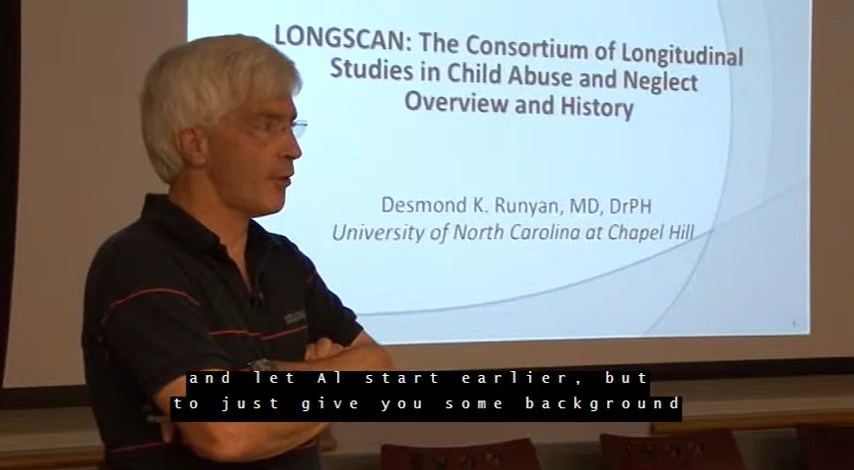 LONGSCAN: The Consortium of Longitudinal
Studies in Child Abuse and Neglect
Overview and History
Desmond K. Runyan, MD, DrPH
University of North Carolina at Chapel Hill
1
and let Al start earlier, but
to just give you some background